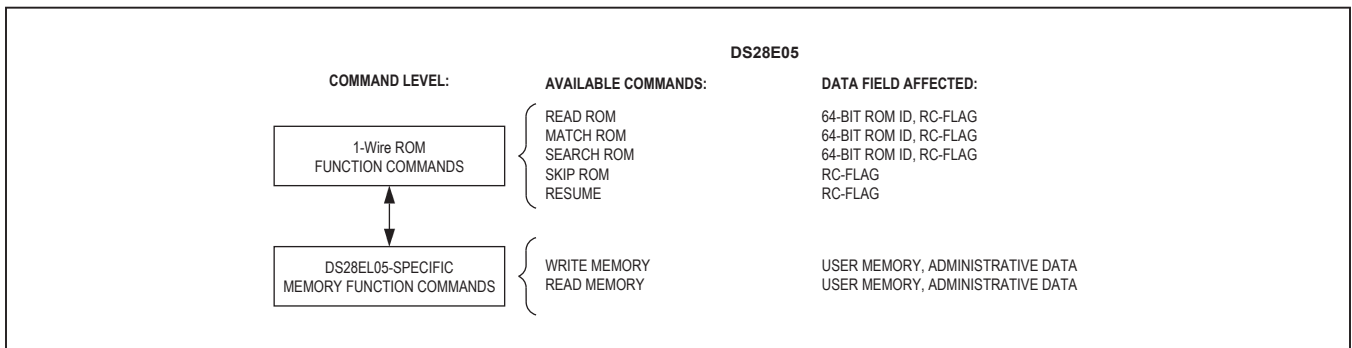 DS28E05
COMMAND LEVEL: AVAILABLE COMMANDS: DATA FIELD AFFECTED:
1-Wire ROM
FUNCTION COMMANDS
READ ROM 64-BIT ROM ID, RC-FLAG
MATCH ROM 64-BIT ROM ID, RC-FLAG
SEARCH ROM 64-BIT ROM ID, RC-FLAG
SKIP ROM RC-FLAG
RESUME RC-FLAG
DS28EL05-SPECIFIC
MEMORY FUNCTION COMMANDS
WRITE MEMORY USER MEMORY, ADMINISTRATIVE DATA
READ MEMORY USER MEMORY, ADMINISTRATIVE DATA